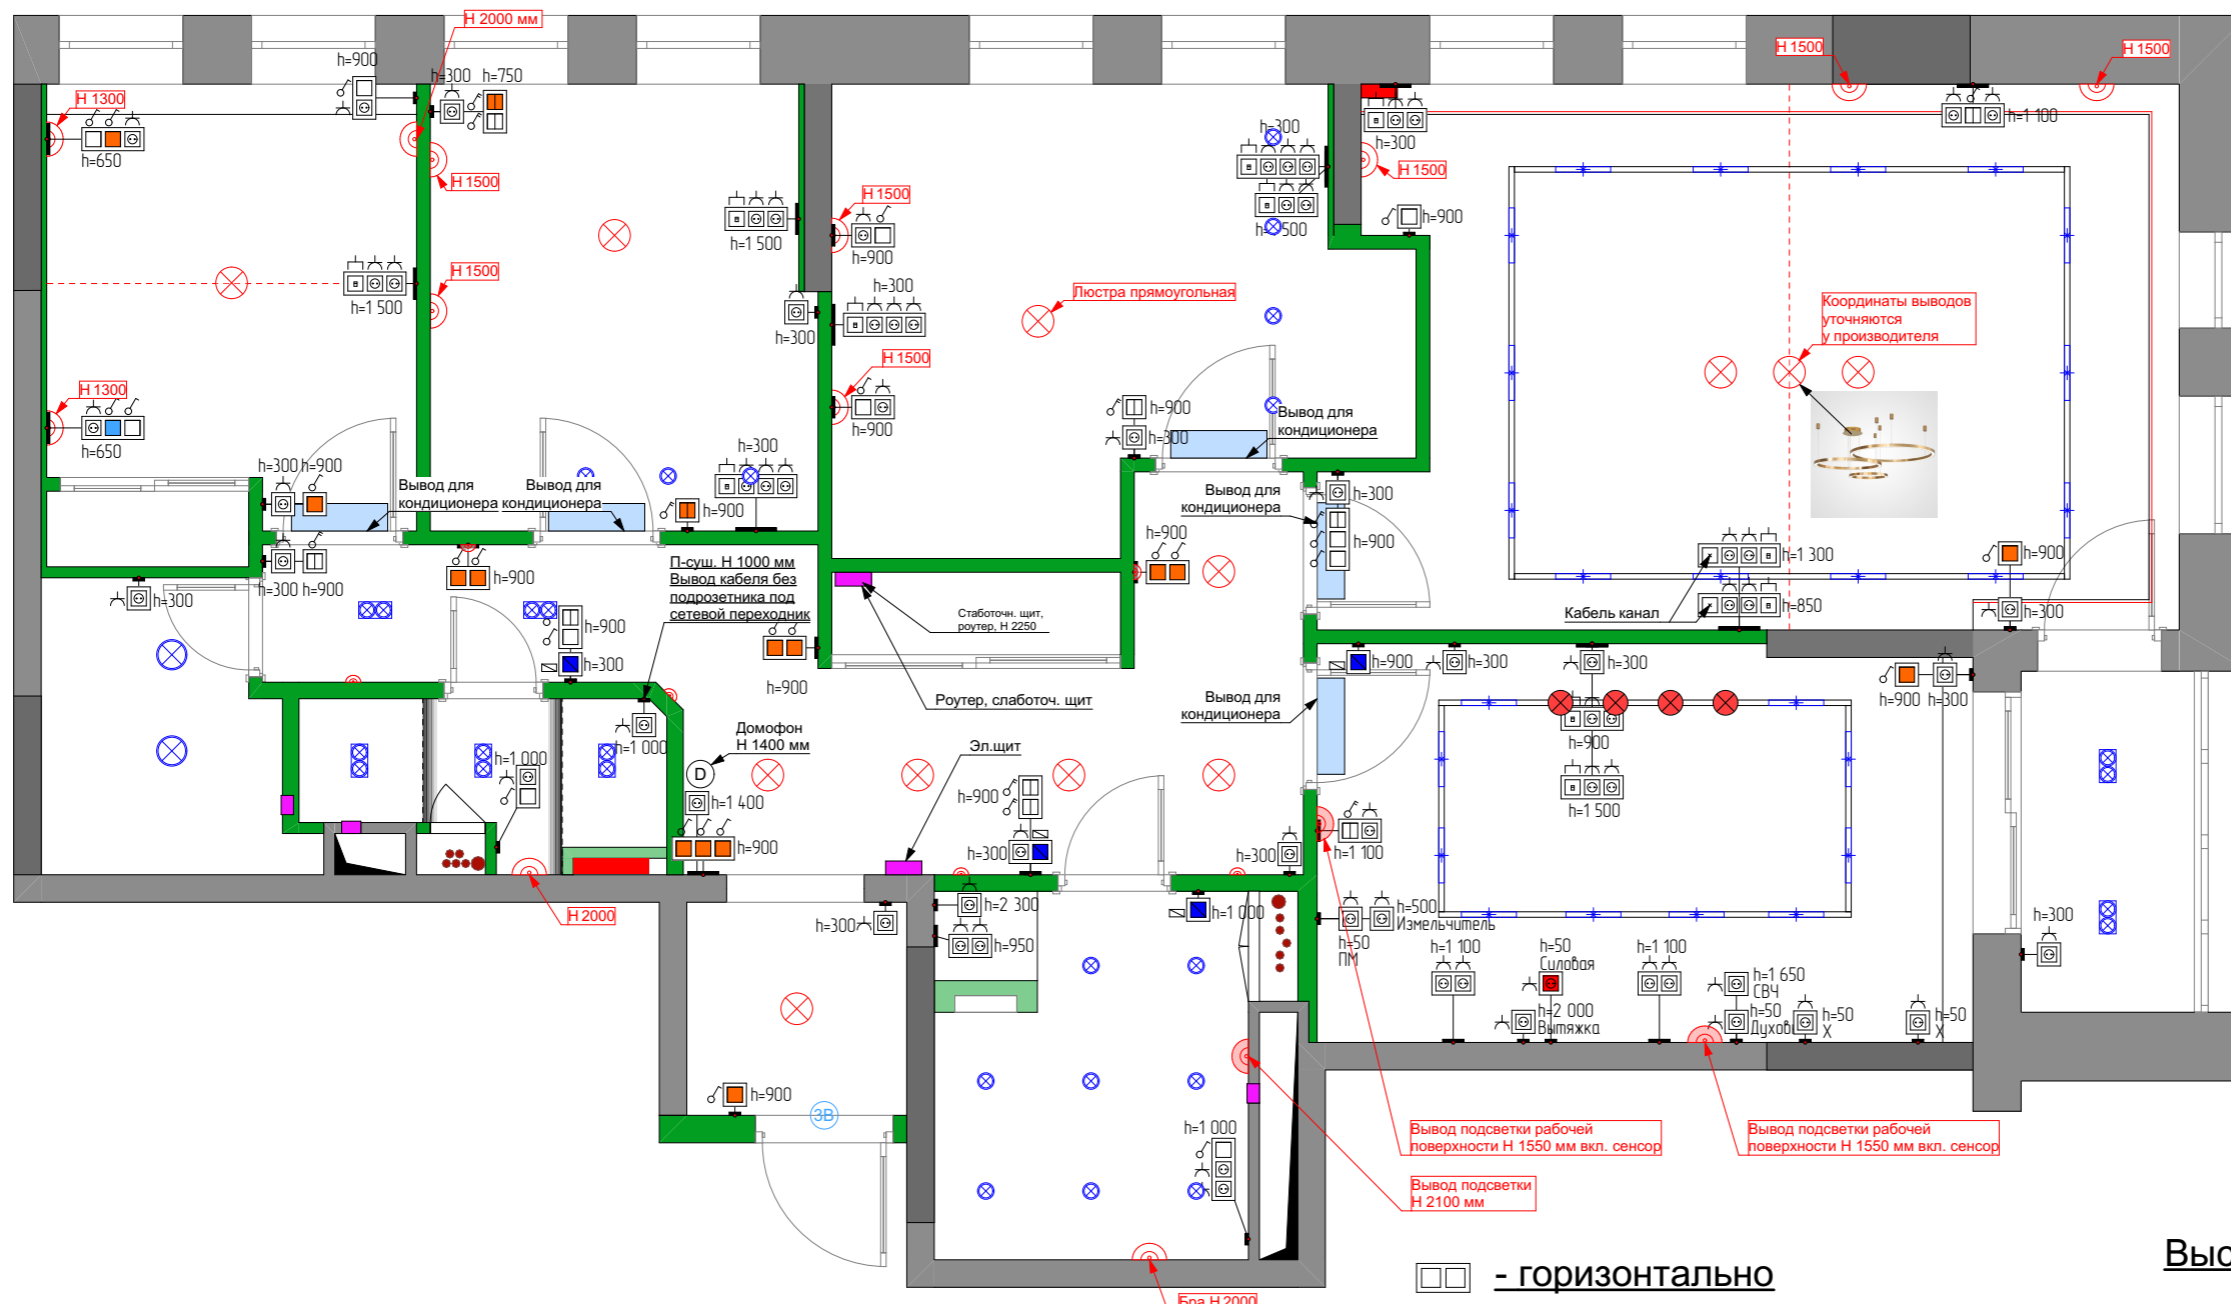 H 2000 мм
H 1500
H 1500
h=900
h=300
h=750
H 1300
h=650
h=1 100
h=300
h=300
H 1500
H 1500
H 1500
h=900
h=1 500
h=900
h=1 500
H 1500
h=300
h=300
Люстра прямоугольная
Координаты выводов
уточняются
у производителя
H 1500
H 1300
h=900
h=900
h=300
h=650
h=300
Вывод для
кондиционера
h=300
h=900
Вывод для
кондиционера
Вывод для
кондиционера
h=900
Вывод для
кондиционера
h=300
h=900
h=900
h=1 300
h=900
h=300
h=900
h=900
П-суш. H 1000 мм
Вывод кабеля без
подрозетника под
сетевой переходник
h=300
Стаботочн. щит,
роутер, H 2250
Кабель канал
h=850
h=300
h=900
h=300
h=900
h=900
h=300
h=300
h=900
h=300
Роутер, слаботоч. щит
Вывод для
кондиционера
h=1 000
Домофон
H 1400 мм
D
Эл.щит
h=1 000
h=900
h=1 400
h=900
h=1 500
h=900
h=300
h=300
h=1 100
H 2000
h=300
h=2 300
h=950
h=1 000
h=500
Измельчитель
h=50
ПМ
h=1 100
h=50
Силовая
h=1 100
h=300
h=1 650
СВЧ
h=2 000
Вытяжка
h=50
h=50
Х
h=50
Х
h=900
ЗВ
h=1 000
Вывод подсветки рабочей
поверхности H 1550 мм вкл. сенсор
Вывод подсветки рабочей
поверхности H 1550 мм вкл. сенсор
Вывод подсветки
H 2100 мм
Бра H 2000
- горизонтально
Выс